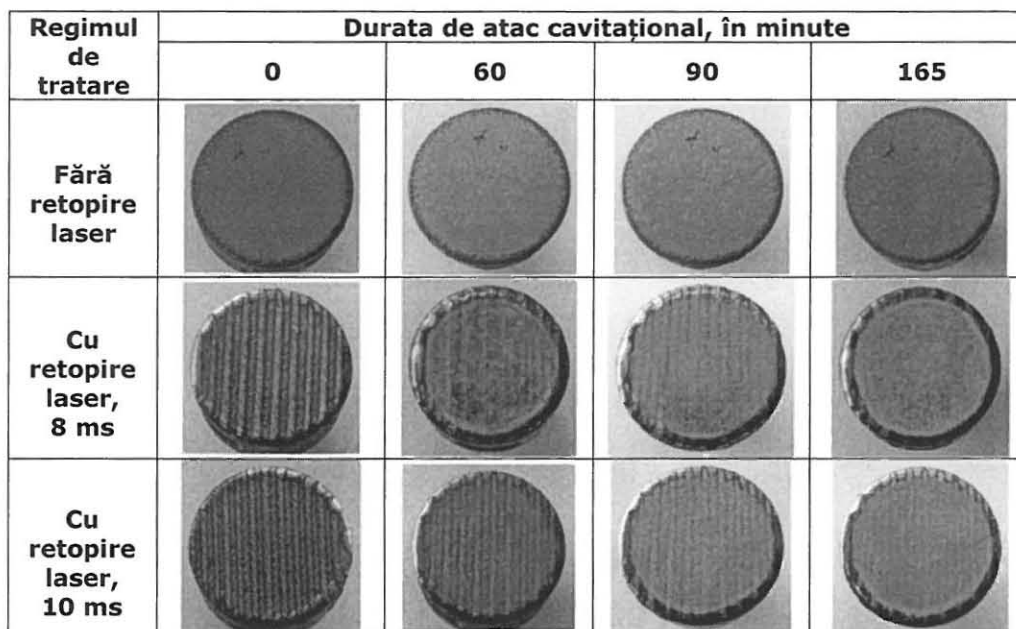 Regimul
de
tratare
Durata de atac cavitațional, în minute
0
60
90
165
Fără
retopire
laser
Cu
retopire
laser,
8 ms
Cu
retopire
laser,
10 ms